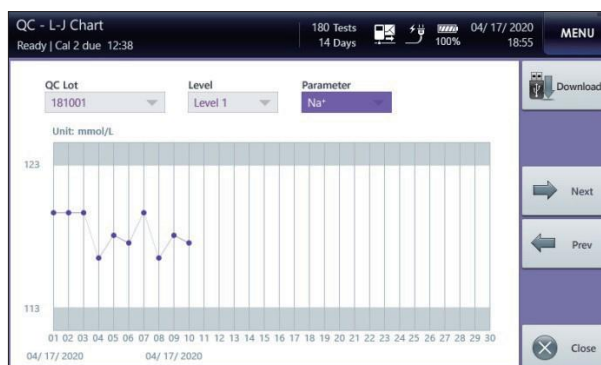 QC - L-J Chart
Ready | Cal 2 due 12:38
180 Tests
14 Days
100%
04/ 17/ 2020
18:55
MENU
QC Lot
Level
Parameter
181001
Level 1
Na⁺
Unit: mmol/L
123
113
01 02 03 04 05 06 07 08 09 10 11 12 13 14 15 16 17 18 19 20 21 22 23 24 25 26 27 28 29 30
04/ 17/ 2020
04/ 17/ 2020
Download
Next
Prev
Close